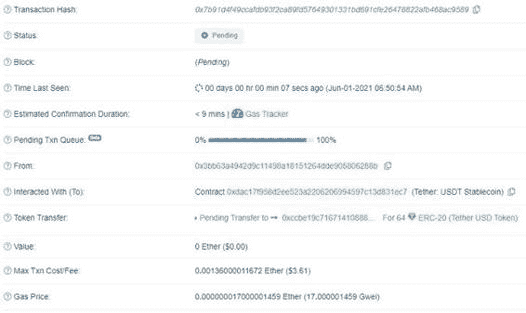 Transaction Hash: 0x7b91d4f49ccafdb93f2ca89fd57649301331bd691cfe26478822afb468ac9589
Status: Pending
Block: (Pending)
Time Last Seen: 00 days 00 hr 00 min 07 secs ago (Jun-01-2021 06:50:54 AM)
Estimated Confirmation Duration: < 9 mins | Gas Tracker
Pending Txn Queue: Beta 0% 100%
From: 0x3bb63a4942d9c11498a18151264dde905806288b
Interacted With (To): Contract 0xdac17f958d2ee523a2206206994597c13d831ec7 (Tether: USDT Stablecoin)
Token Transfer: Pending Transfer to → 0xccbe19c71671410886... For 64 ERC-20 (Tether USD Token)
Value: 0 Ether ($0.00)
Max Txn Cost/Fee: 0.00136000011672 Ether ($3.61)
Gas Price: 0.000000017000001459 Ether (17.000001459 Gwei)